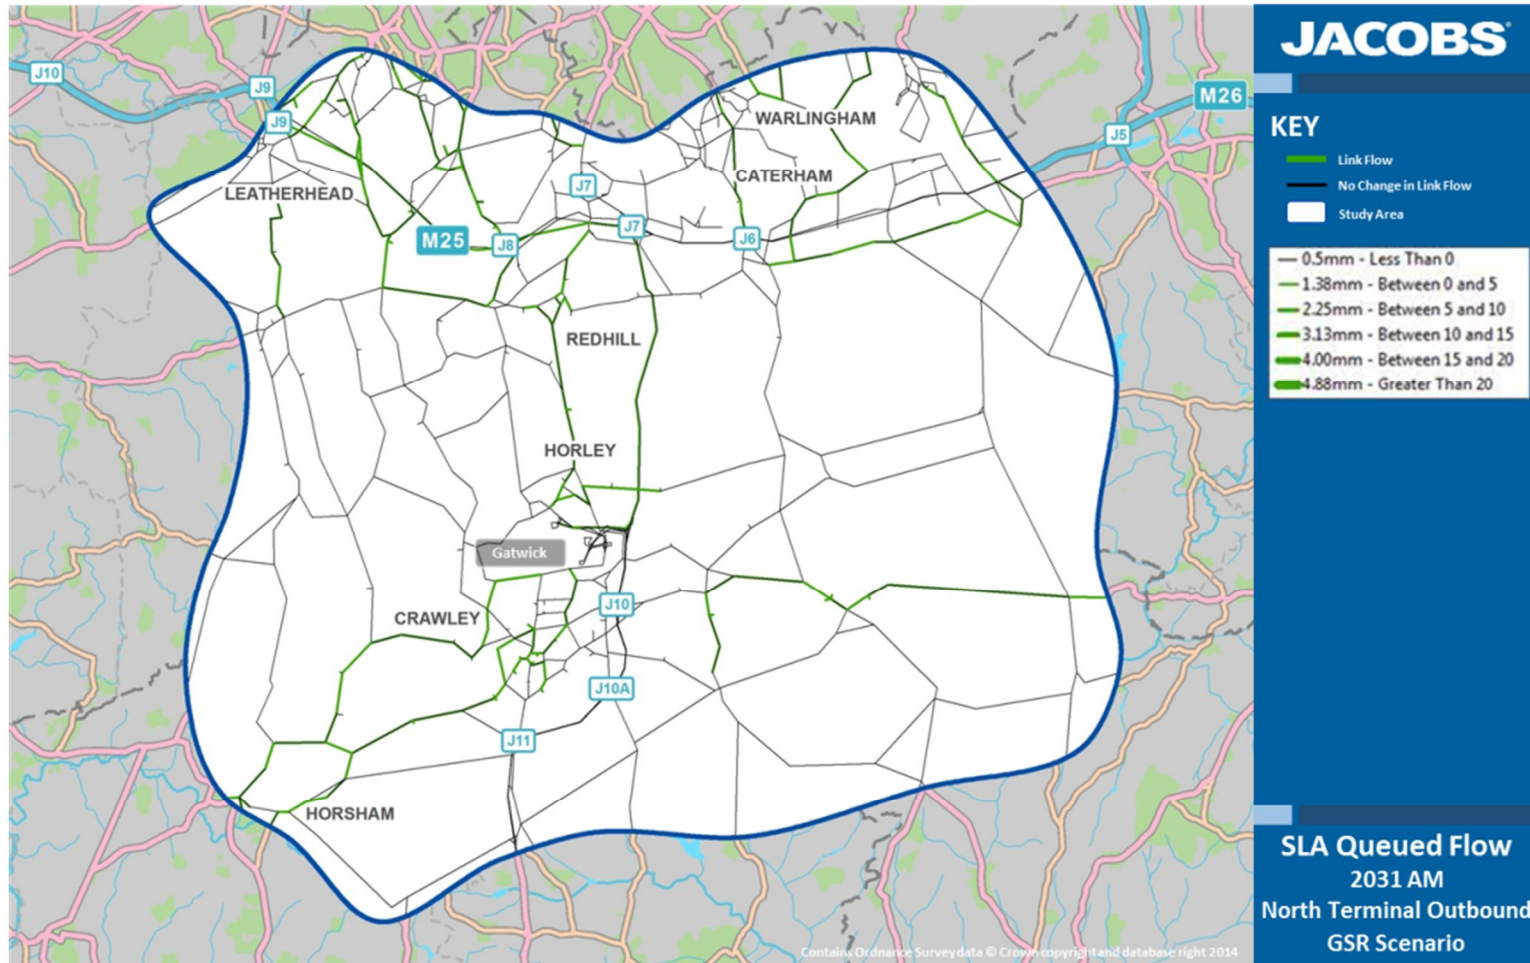 JACOBS
KEY
Link Flow
No Change in Link Flow
Study Area
0.5mm - Less Than 0
1.38mm - Between 0 and 5
2.25mm - Between 5 and 10
3.13mm - Between 10 and 15
4.00mm - Between 15 and 20
4.88mm - Greater Than 20
SLA Queued Flow
2031 AM
North Terminal Outbound
GSR Scenario
J10
J9
J9
M26
J5
WARLINGHAM
CATERHAM
LEATHERHEAD
J7
J7
M25
J8
J6
REDHILL
HORLEY
Gatwick
J10
CRAWLEY
J10A
J11
HORSHAM
Contains Ordnance Survey data © Crown copyright and database right 2014